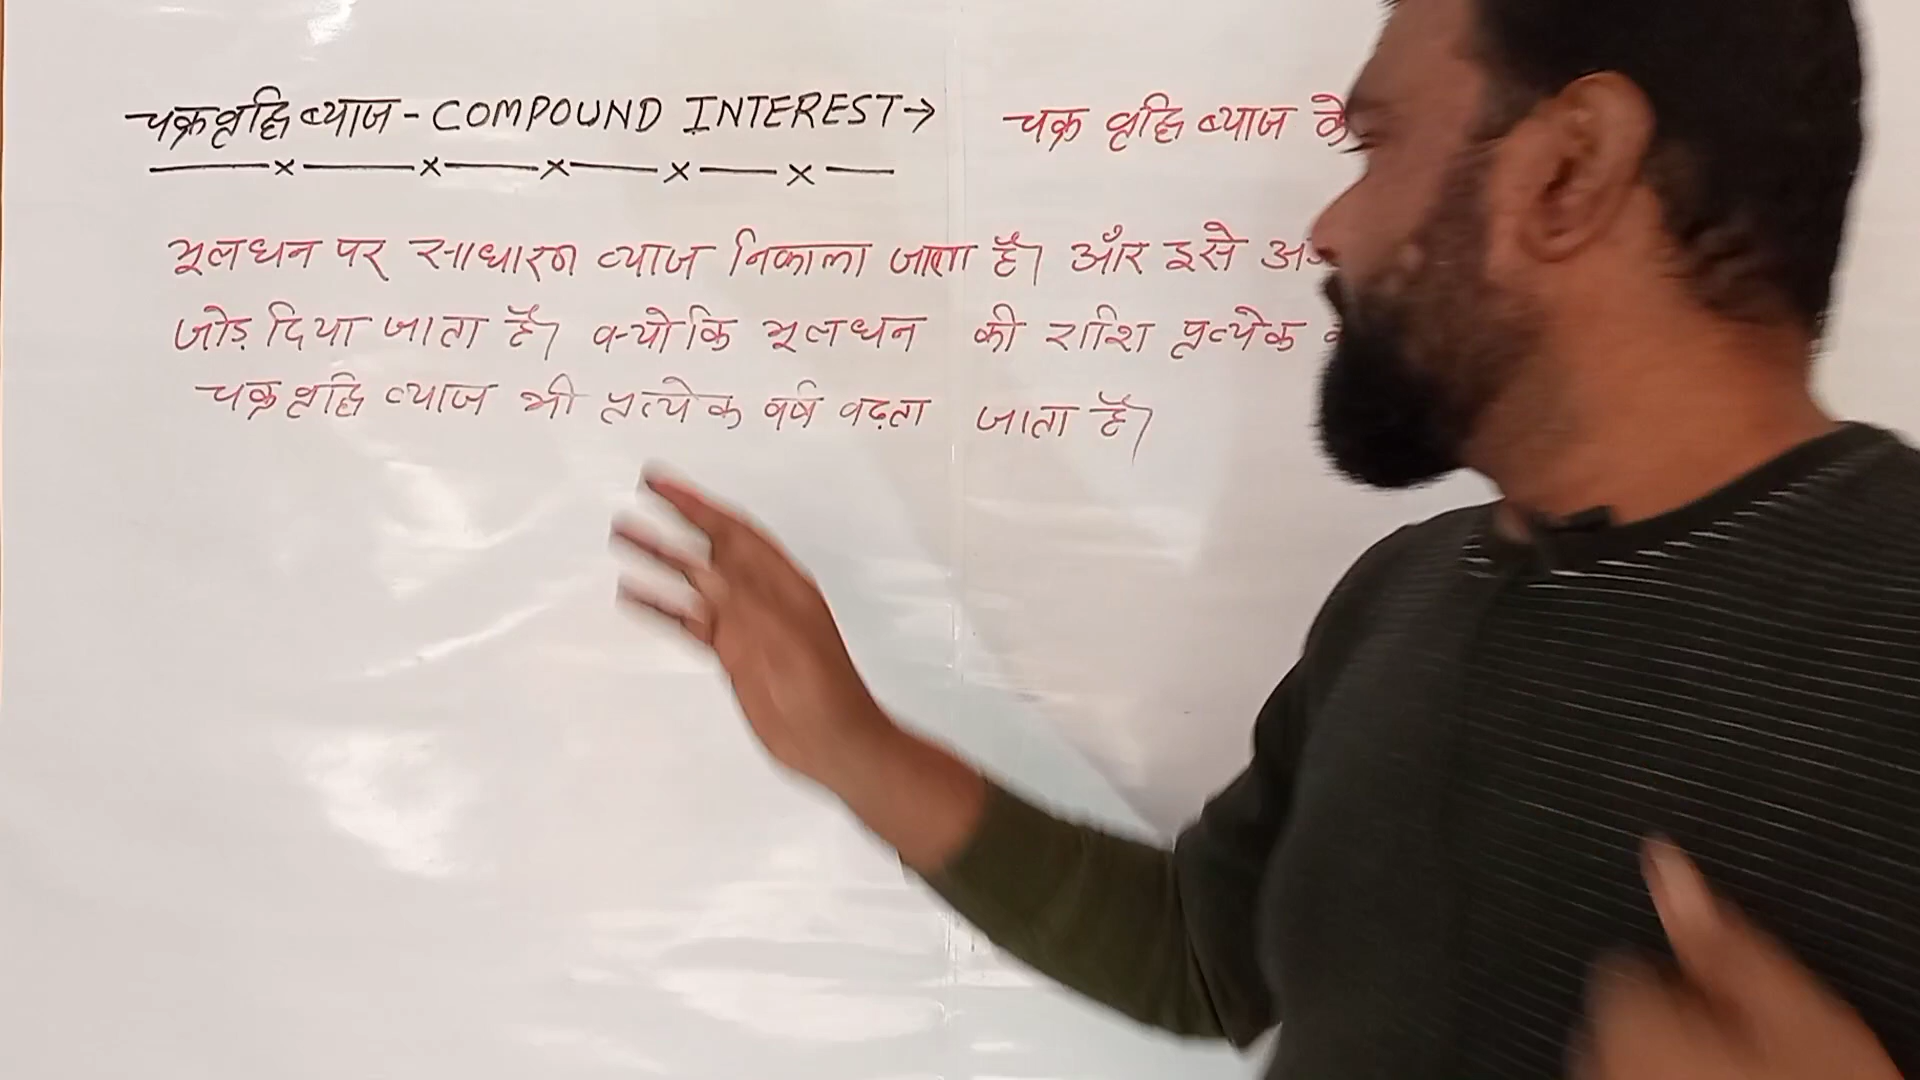 चक्रवृद्धि ब्याज - COMPOUND INTEREST → चक्र वृद्धि ब्याज के
मूलधन पर साधारण ब्याज निकाला जाता है। और इसे
जोड़ दिया जाता है। क्योकि मूलधन की राशि प्रत्येक
चक्रवृद्धि ब्याज भी प्रत्येक वर्ष बढ़ता जाता है।